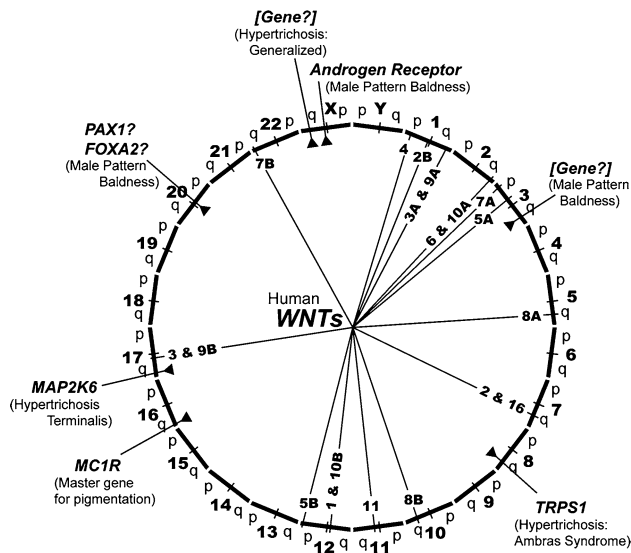 [Gene?]
(Hypertrichosis:
Generalized)
Androgen Receptor
(Male Pattern Baldness)
PAX1?
FOXA2?
(Male Pattern
Baldness)
[Gene?]
(Male Pattern
Baldness)
MAP2K6
(Hypertrichosis
Terminalis)
MC1R
(Master gene
for pigmentation)
TRPS1
(Hypertrichosis:
Ambras Syndrome)
Human
WNTs
q X p
p Y q
p 1 q
p 2 q
p 3 q
p 4 q
p 5 q
p 6 q
p 7 q
p 8 q
p 9 q
p 10 q
p 11 q
p 12 q
p 13 q
p 14 q
p 15 q
p 16 q
p 17 q
p 18 q
p 19 q
p 20 q
p 21 q
p 22 q
4
2B
3A & 9A
6 & 10A
7A
5A
8A
2 & 16
8B
11
1 & 10B
5B
3 & 9B
7B